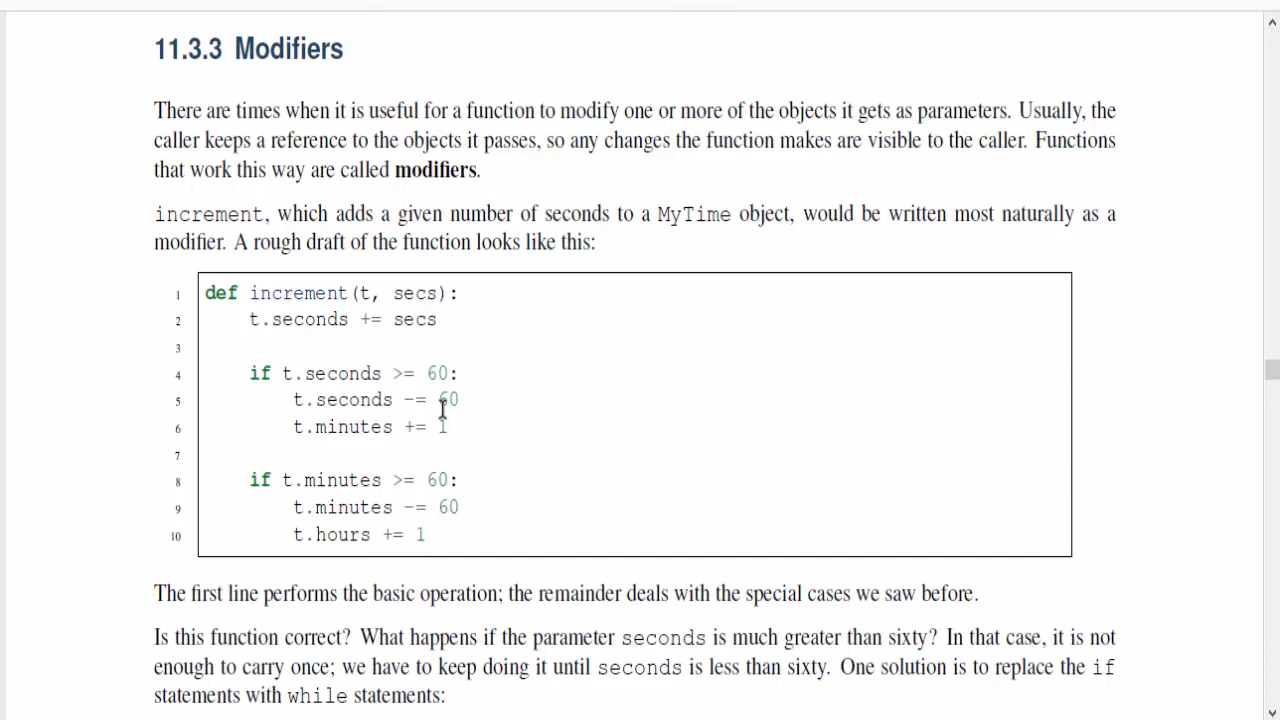 11.3.3 Modifiers
There are times when it is useful for a function to modify one or more of the objects it gets as parameters. Usually, the
caller keeps a reference to the objects it passes, so any changes the function makes are visible to the caller. Functions
that work this way are called modifiers.
increment, which adds a given number of seconds to a MyTime object, would be written most naturally as a
modifier. A rough draft of the function looks like this:
1 def increment(t, secs):
2     t.seconds += secs
3
4     if t.seconds >= 60:
5         t.seconds -= 60
6         t.minutes += 1
7
8     if t.minutes >= 60:
9         t.minutes -= 60
10         t.hours += 1
The first line performs the basic operation; the remainder deals with the special cases we saw before.
Is this function correct? What happens if the parameter seconds is much greater than sixty? In that case, it is not
enough to carry once; we have to keep doing it until seconds is less than sixty. One solution is to replace the if
statements with while statements: